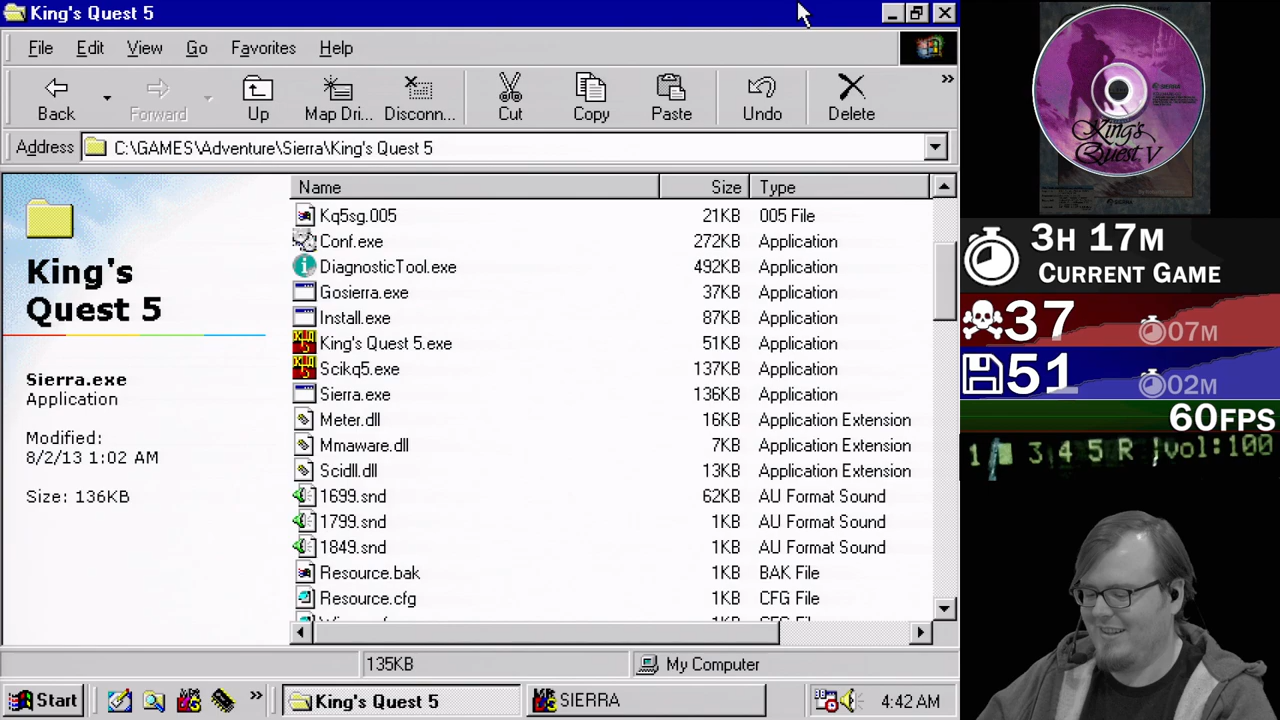 King's Quest 5
File Edit View Go Favorites Help
Back Forward Up Map Dri... Disconn... Cut Copy Paste Undo Delete »
Address C:\GAMES\Adventure\Sierra\King's Quest 5
Name Size Type
King's
Quest 5
Sierra.exe
Application
Modified:
8/2/13 1:02 AM
Size: 136KB
Kq5sg.005 21KB 005 File
Conf.exe 272KB Application
DiagnosticTool.exe 492KB Application
Gosierra.exe 37KB Application
Install.exe 87KB Application
King's Quest 5.exe 51KB Application
Scikq5.exe 137KB Application
Sierra.exe 136KB Application
Meter.dll 16KB Application Extension
Mmaware.dll 7KB Application Extension
Scidll.dll 13KB Application Extension
1699.snd 62KB AU Format Sound
1799.snd 1KB AU Format Sound
1849.snd 1KB AU Format Sound
Resource.bak 1KB BAK File
Resource.cfg 1KB CFG File
135KB My Computer
Start » King's Quest 5 SIERRA 4:42 AM
King's
Quest V
3H 17M
CURRENT GAME
37 07M
51 02M
60FPS
1 3 4 5 R |vol:100